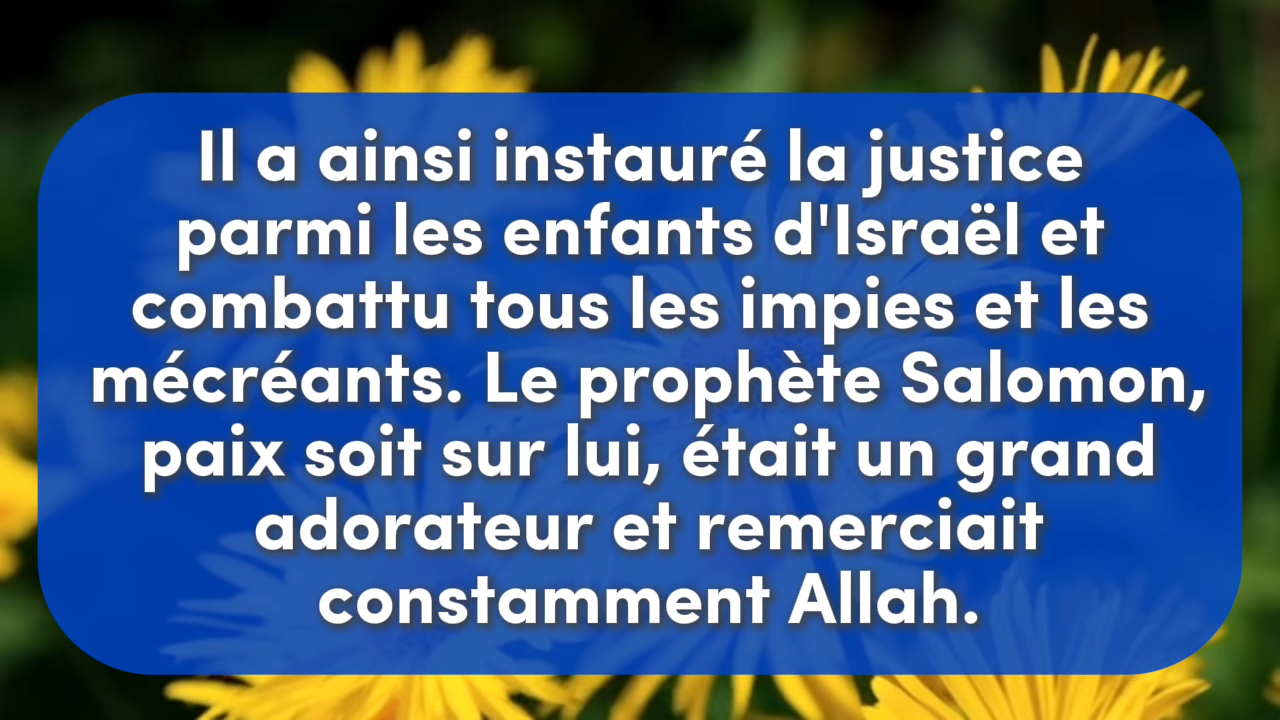 Il a ainsi instauré la justice
parmi les enfants d'Israël et
combattu tous les impies et les
mécréants. Le prophète Salomon,
paix soit sur lui, était un grand
adorateur et remerciait
constamment Allah.